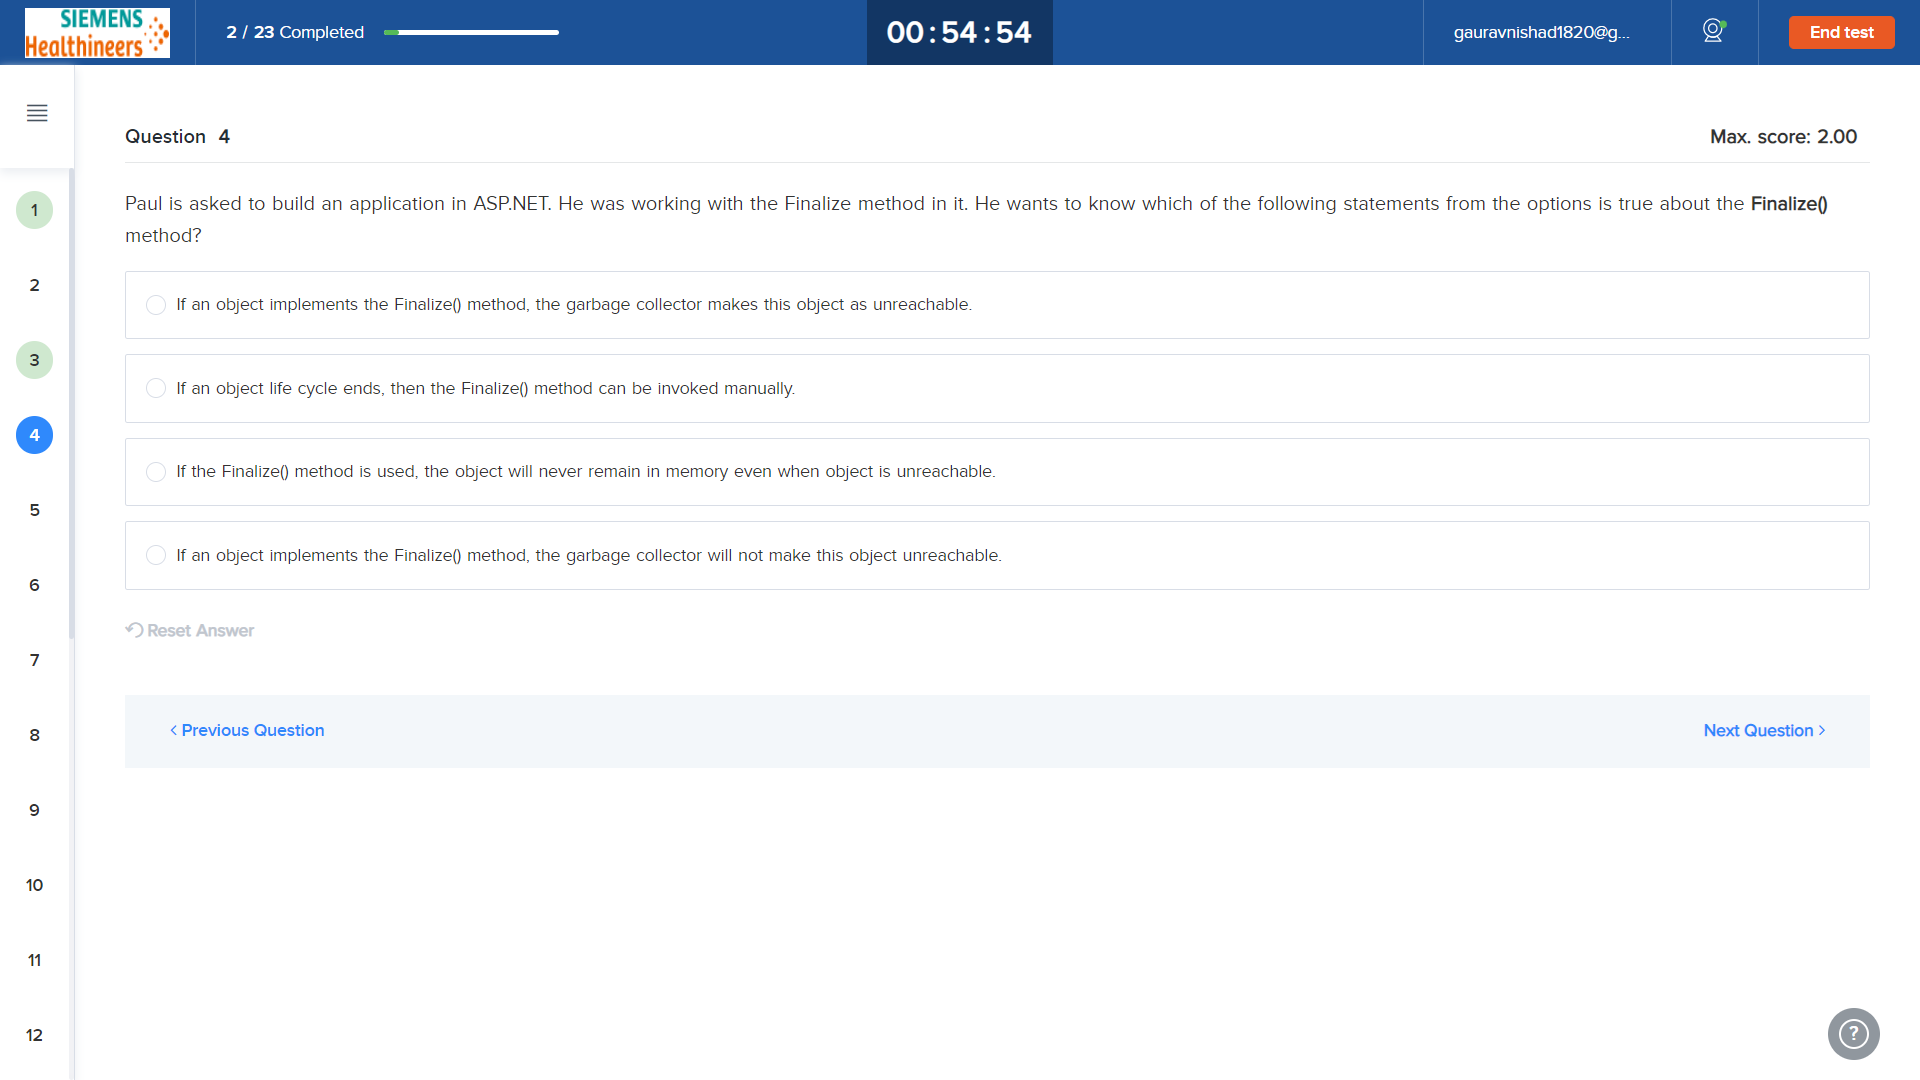 SIEMENS
Healthineers
2 / 23 Completed
00:54:54
gauravnishad1820@g...
End test
Question 4
Max. score: 2.00
Paul is asked to build an application in ASP.NET. He was working with the Finalize method in it. He wants to know which of the following statements from the options is true about the Finalize()
method?
If an object implements the Finalize() method, the garbage collector makes this object as unreachable.
If an object life cycle ends, then the Finalize() method can be invoked manually.
If the Finalize() method is used, the object will never remain in memory even when object is unreachable.
If an object implements the Finalize() method, the garbage collector will not make this object unreachable.
Reset Answer
< Previous Question
Next Question >
1
2
3
4
5
6
7
8
9
10
11
12
?